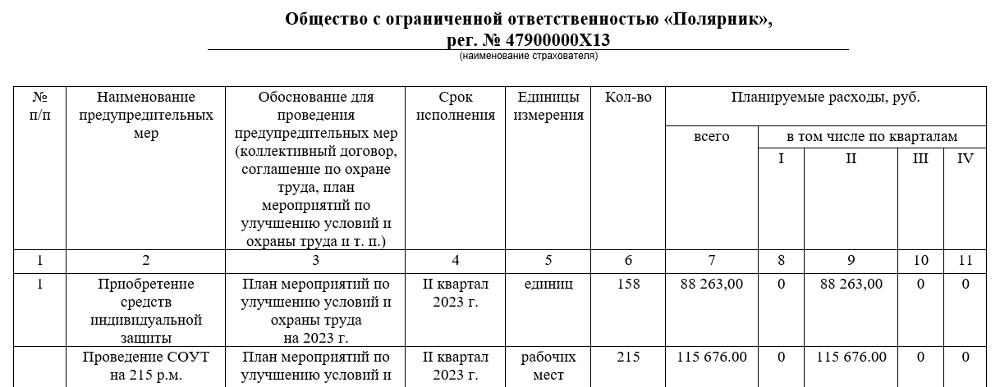 Общество с ограниченной ответственностью «Полярник»,
рег. № 47900000X13
(наименование страхователя)
№ п/п
Наименование предупредительных мер
Обоснование для проведения предупредительных мер (коллективный договор, соглашение по охране труда, план мероприятий по улучшению условий и охраны труда и т. п.)
Срок исполнения
Единицы измерения
Кол-во
Планируемые расходы, руб.
всего
в том числе по кварталам
I II III IV
1 2 3 4 5 6 7 8 9 10 11
1
Приобретение средств индивидуальной защиты
План мероприятий по улучшению условий и охраны труда на 2023 г.
II квартал 2023 г.
единиц
158
88 263,00
0
88 263,00
0
0
Проведение СОУТ на 215 р.м.
План мероприятий по улучшению условий и
II квартал 2023 г.
рабочих мест
215
115 676.00
0
115 676.00
0
0